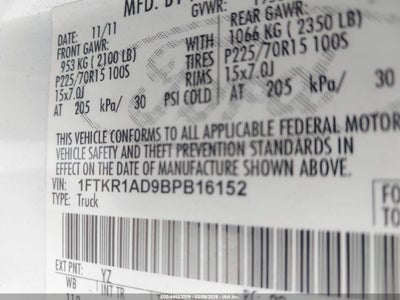 MFD. BY
GVWR:
DATE: 11/11
FRONT GAWR:
REAR GAWR:
953 KG ( 2100 LB)
WITH
1066 KG ( 2350 LB)
P225/70R15 100S
TIRES
P225/70R15 100S
15x7.0J
RIMS
15x7.0J
AT 205 kPa/ 30 PSI COLD
AT 205 kPa/ 30
THIS VEHICLE CONFORMS TO ALL APPLICABLE FEDERAL MOTOR
VEHICLE SAFETY AND THEFT PREVENTION STANDARDS IN
EFFECT ON THE DATE OF MANUFACTURE SHOWN ABOVE.
VIN: 1FTKR1AD9BPB16152
TYPE: Truck
EXT PNT: YZ
WB
INT TR